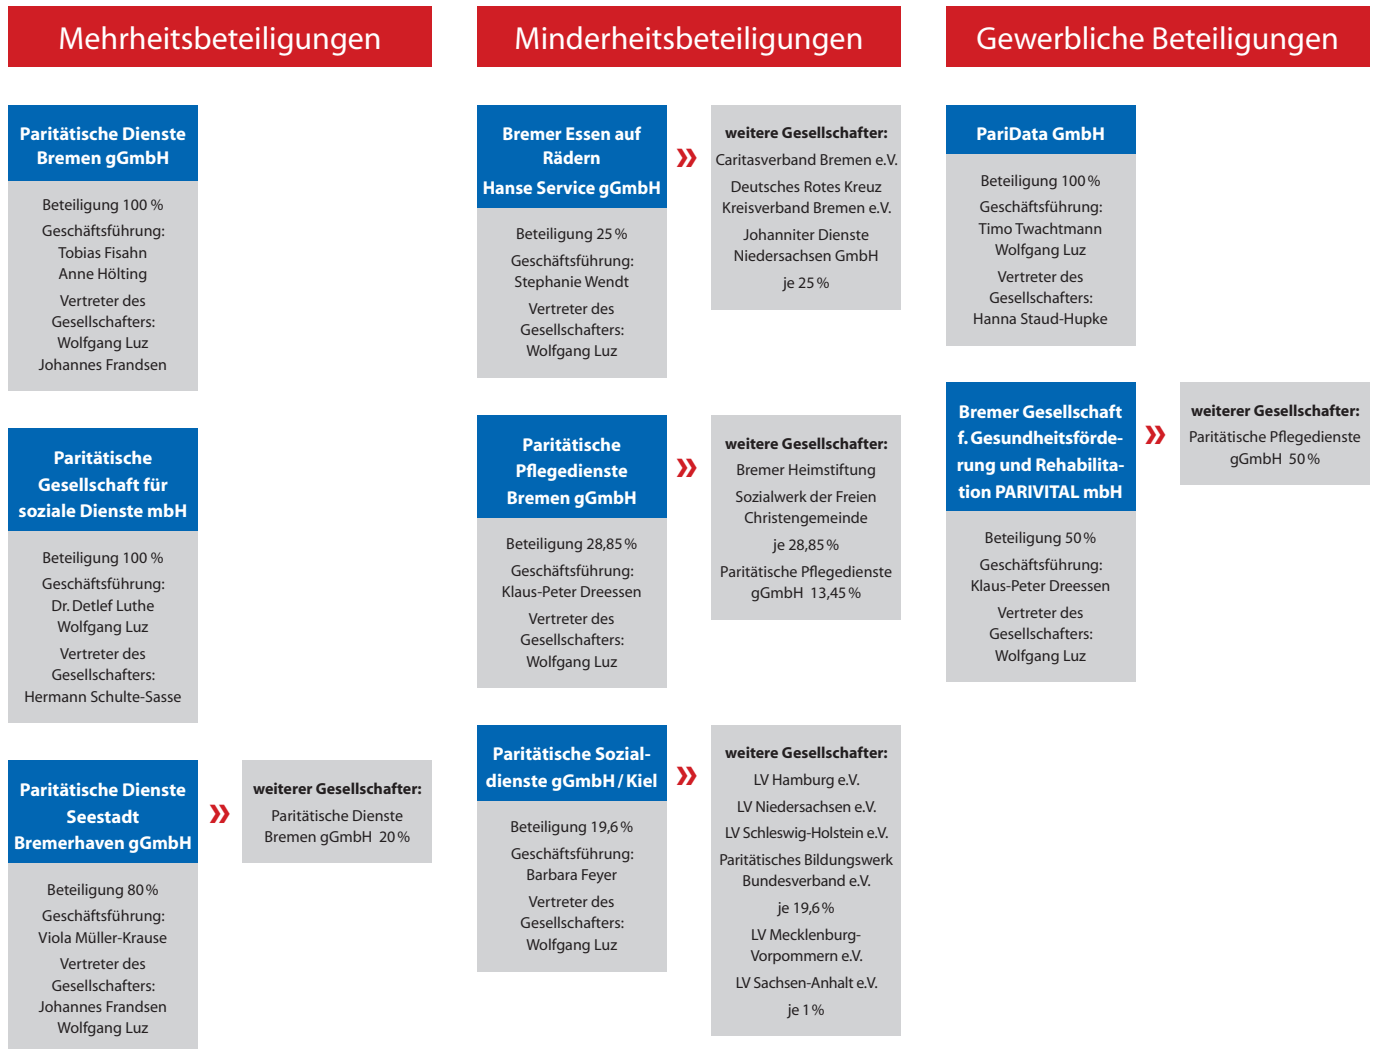 Mehrheitsbeteiligungen
Paritätische Dienste
Bremen gGmbH
Beteiligung 100 %
Geschäftsführung:
Tobias Fisahn
Anne Hölting
Vertreter des
Gesellschafters:
Wolfgang Luz
Johannes Frandsen
Paritätische
Gesellschaft für
soziale Dienste mbH
Beteiligung 100 %
Geschäftsführung:
Dr. Detlef Luthe
Wolfgang Luz
Vertreter des
Gesellschafters:
Hermann Schulte-Sasse
Paritätische Dienste
Seestadt
Bremerhaven gGmbH
Beteiligung 80 %
Geschäftsführung:
Viola Müller-Krause
Vertreter des
Gesellschafters:
Johannes Frandsen
Wolfgang Luz
»
weiterer Gesellschafter:
Paritätische Dienste
Bremen gGmbH 20 %
Minderheitsbeteiligungen
Bremer Essen auf
Rädern
Hanse Service gGmbH
Beteiligung 25 %
Geschäftsführung:
Stephanie Wendt
Vertreter des
Gesellschafters:
Wolfgang Luz
»
weitere Gesellschafter:
Caritasverband Bremen e.V.
Deutsches Rotes Kreuz
Kreisverband Bremen e.V.
Johanniter Dienste
Niedersachsen GmbH
je 25 %
Paritätische
Pflegedienste
Bremen gGmbH
Beteiligung 28,85 %
Geschäftsführung:
Klaus-Peter Dreessen
Vertreter des
Gesellschafters:
Wolfgang Luz
»
weitere Gesellschafter:
Bremer Heimstiftung
Sozialwerk der Freien
Christengemeinde
je 28,85 %
Paritätische Pflegedienste
gGmbH 13,45 %
Paritätische Sozial-
dienste gGmbH / Kiel
Beteiligung 19,6 %
Geschäftsführung:
Barbara Feyer
Vertreter des
Gesellschafters:
Wolfgang Luz
»
weitere Gesellschafter:
LV Hamburg e.V.
LV Niedersachsen e.V.
LV Schleswig-Holstein e.V.
Paritätisches Bildungswerk
Bundesverband e.V.
je 19,6 %
LV Mecklenburg-
Vorpommern e.V.
LV Sachsen-Anhalt e.V.
je 1 %
Gewerbliche Beteiligungen
PariData GmbH
Beteiligung 100 %
Geschäftsführung:
Timo Twachtmann
Wolfgang Luz
Vertreter des
Gesellschafters:
Hanna Staud-Hupke
Bremer Gesellschaft
f. Gesundheitsförde-
rung und Rehabilita-
tion PARIVITAL mbH
Beteiligung 50 %
Geschäftsführung:
Klaus-Peter Dreessen
Vertreter des
Gesellschafters:
Wolfgang Luz
»
weiterer Gesellschafter:
Paritätische Pflegedienste
gGmbH 50 %